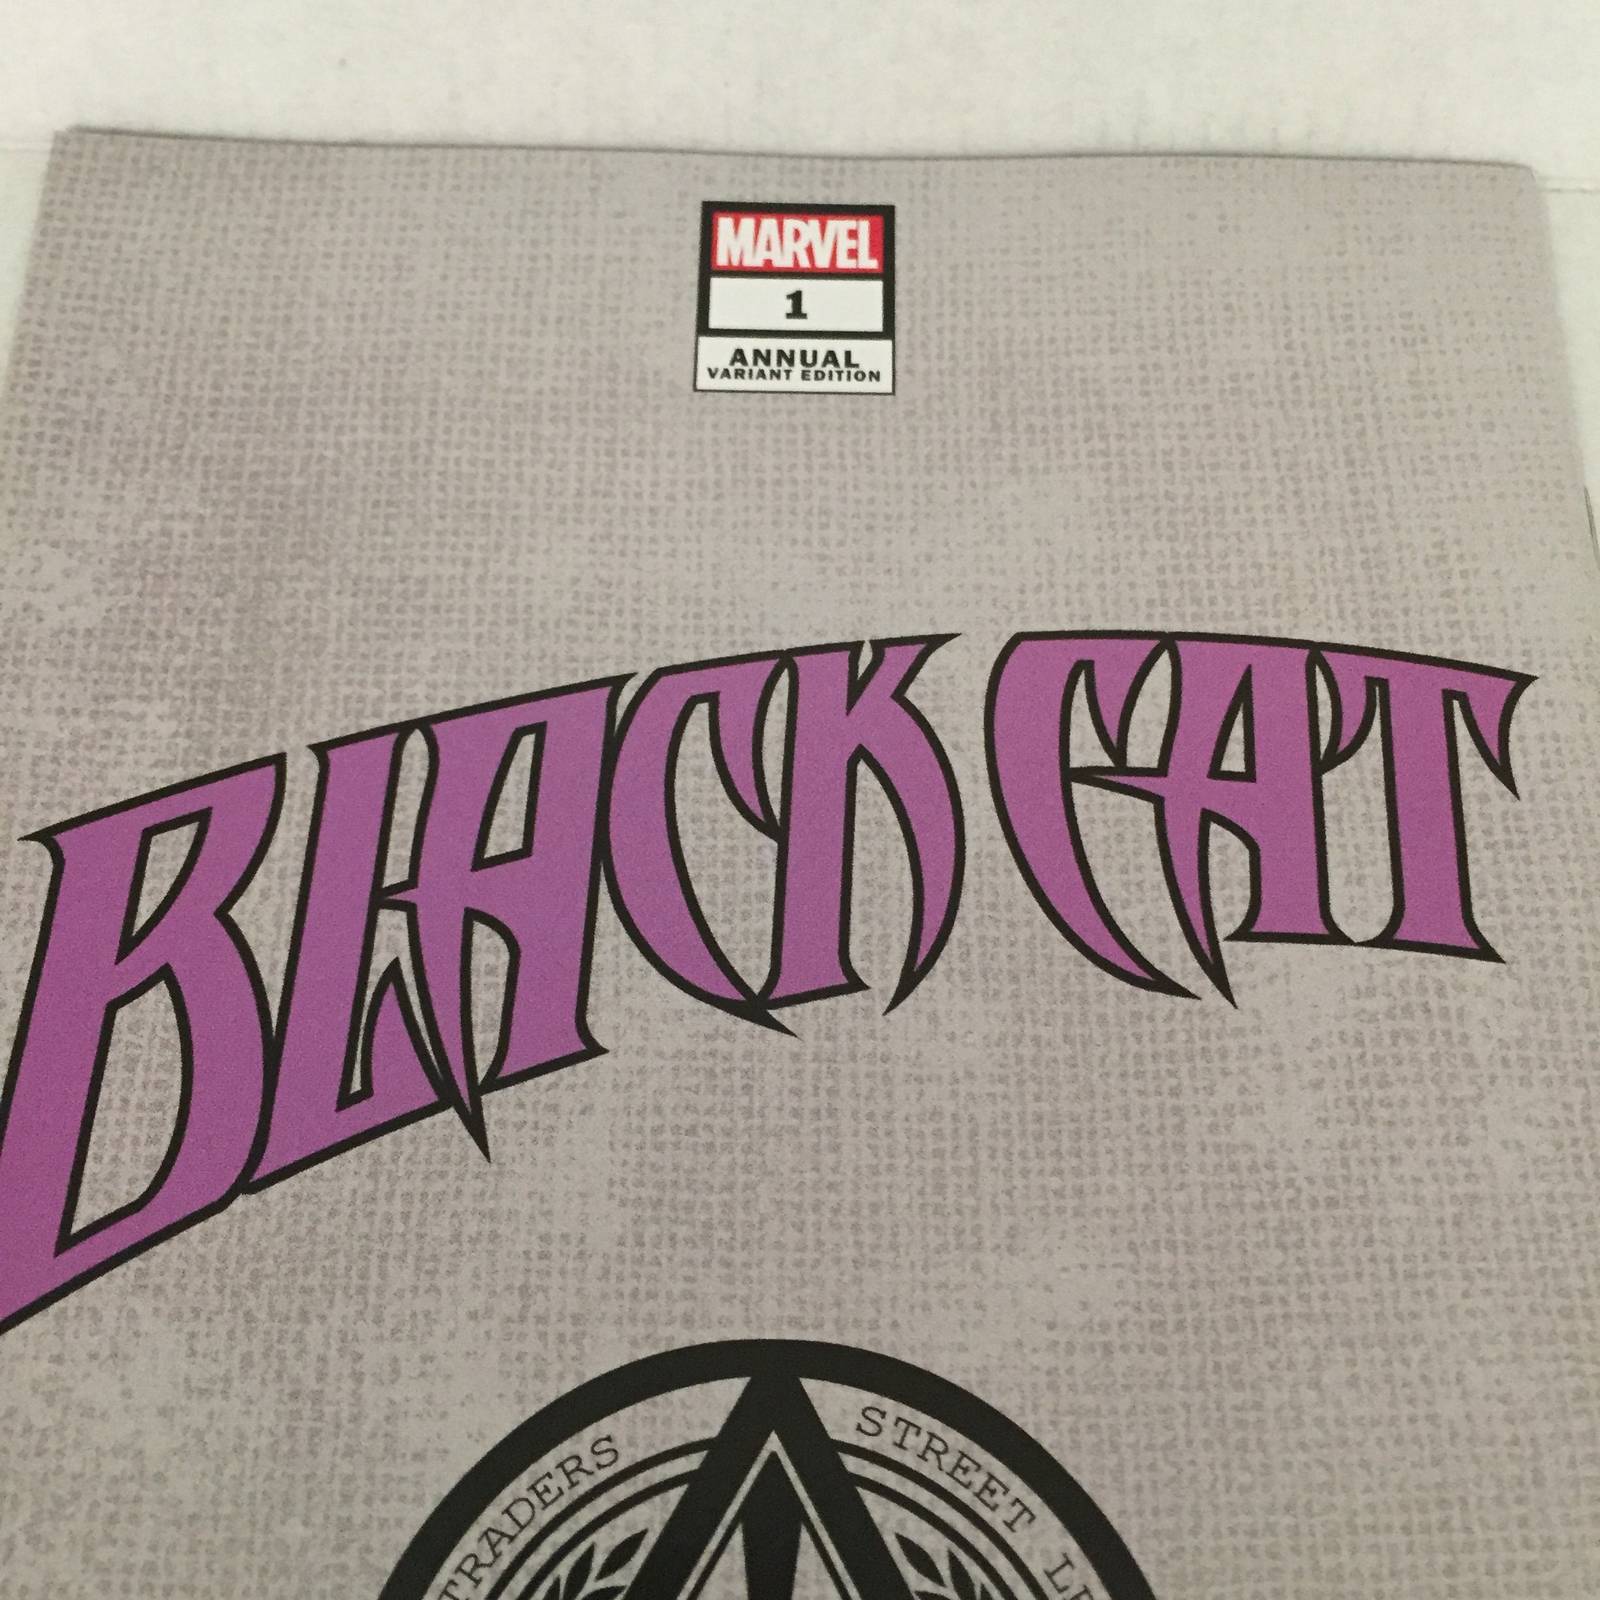 MARVEL
1
ANNUAL
VARIANT EDITION
BLACK CAT
TRADERS
STREET